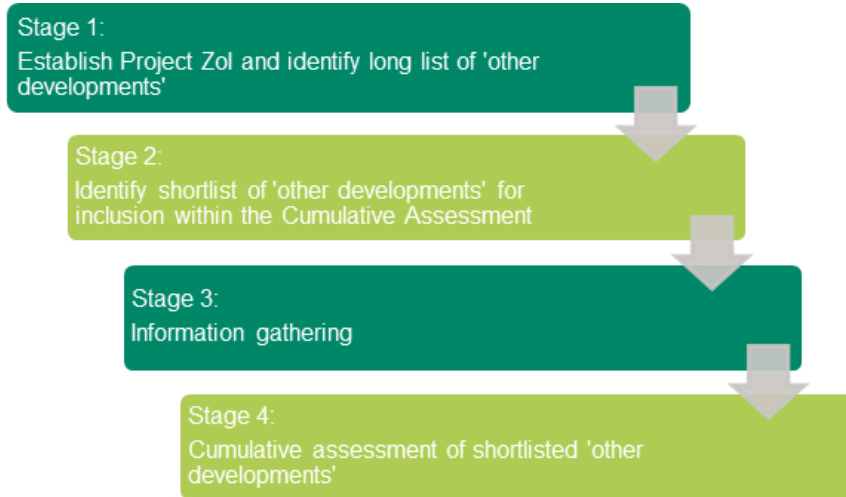 Stage 1:
Establish Project ZoI and identify long list of 'other
developments'
Stage 2:
Identify shortlist of 'other developments' for
inclusion within the Cumulative Assessment
Stage 3:
Information gathering
Stage 4:
Cumulative assessment of shortlisted 'other
developments'